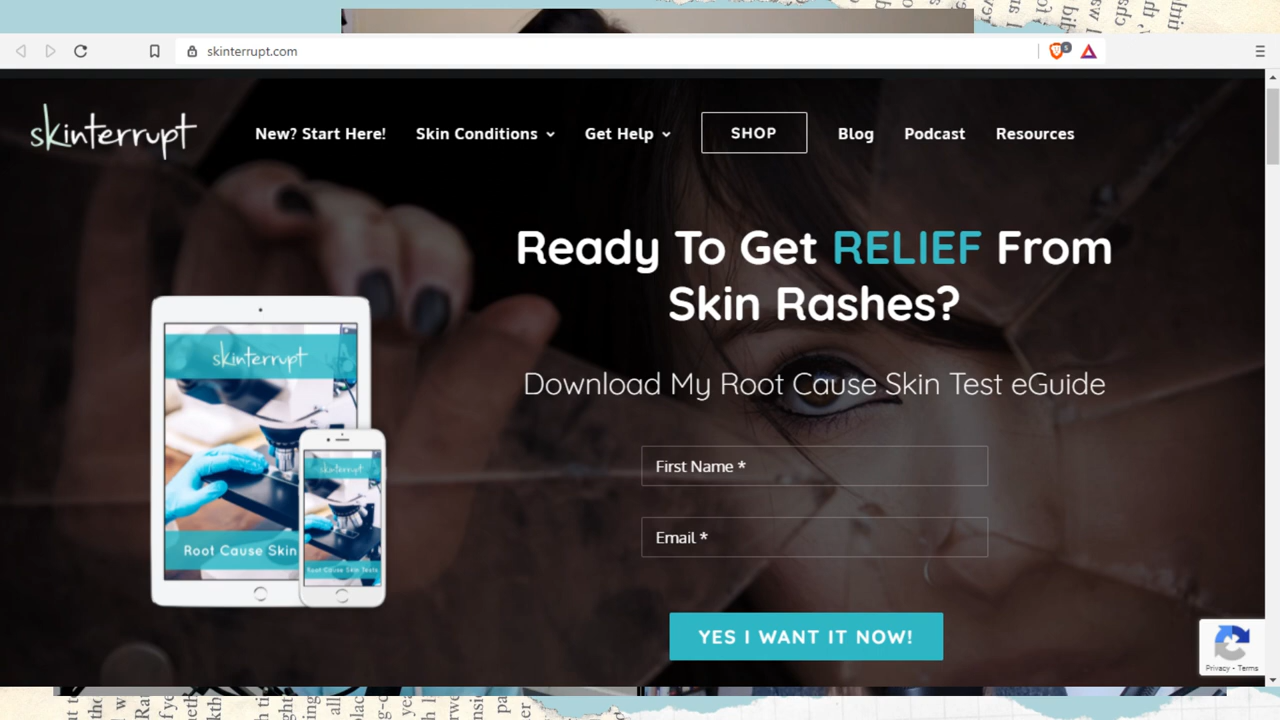 skinterrupt.com
5
skinterrupt
New? Start Here!
Skin Conditions
Get Help
SHOP
Blog
Podcast
Resources
Ready To Get RELIEF From
Skin Rashes?
Download My Root Cause Skin Test eGuide
First Name *
Email *
YES I WANT IT NOW!
skinterrupt
Root Cause Skin
skinterrupt
Root Cause Skin Tests
Privacy - Terms